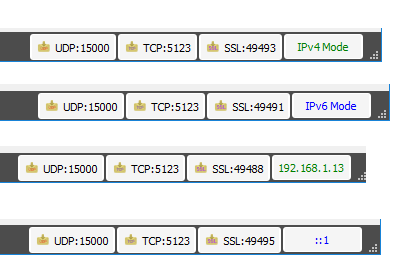 UDP:15000 TCP:5123 SSL:49493 IPv4 Mode
UDP:15000 TCP:5123 SSL:49491 IPv6 Mode
UDP:15000 TCP:5123 SSL:49488 192.168.1.13
UDP:15000 TCP:5123 SSL:49495 ::1